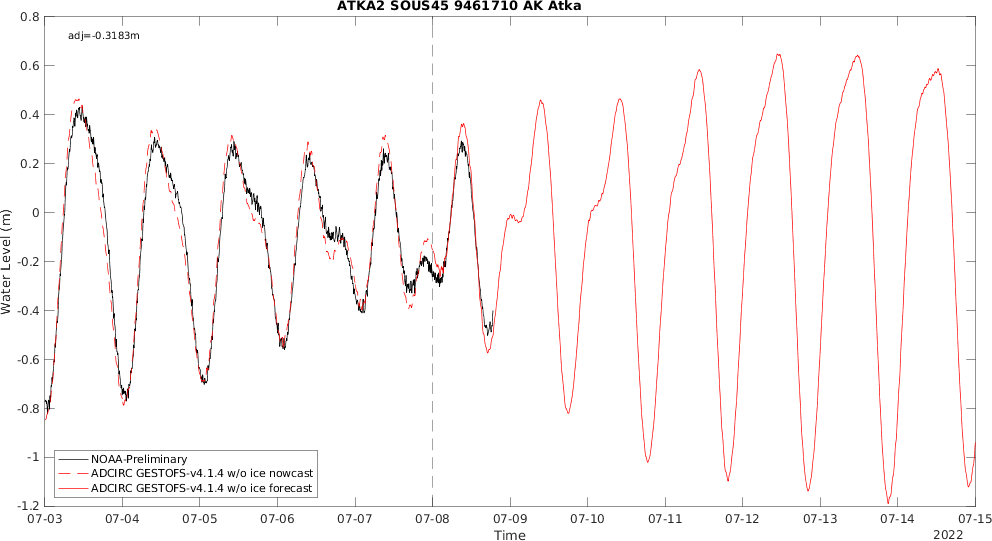 ATKA2 SOUS45 9461710 AK Atka
adj=-0.3183m
0.8
0.6
0.4
0.2
0
-0.2
-0.4
-0.6
-0.8
-1
-1.2
Water Level (m)
NOAA-Preliminary
ADCIRC GESTOFS-v4.1.4 w/o ice nowcast
ADCIRC GESTOFS-v4.1.4 w/o ice forecast
07-03 07-04 07-05 07-06 07-07 07-08 07-09 07-10 07-11 07-12 07-13 07-14 07-15
Time
2022